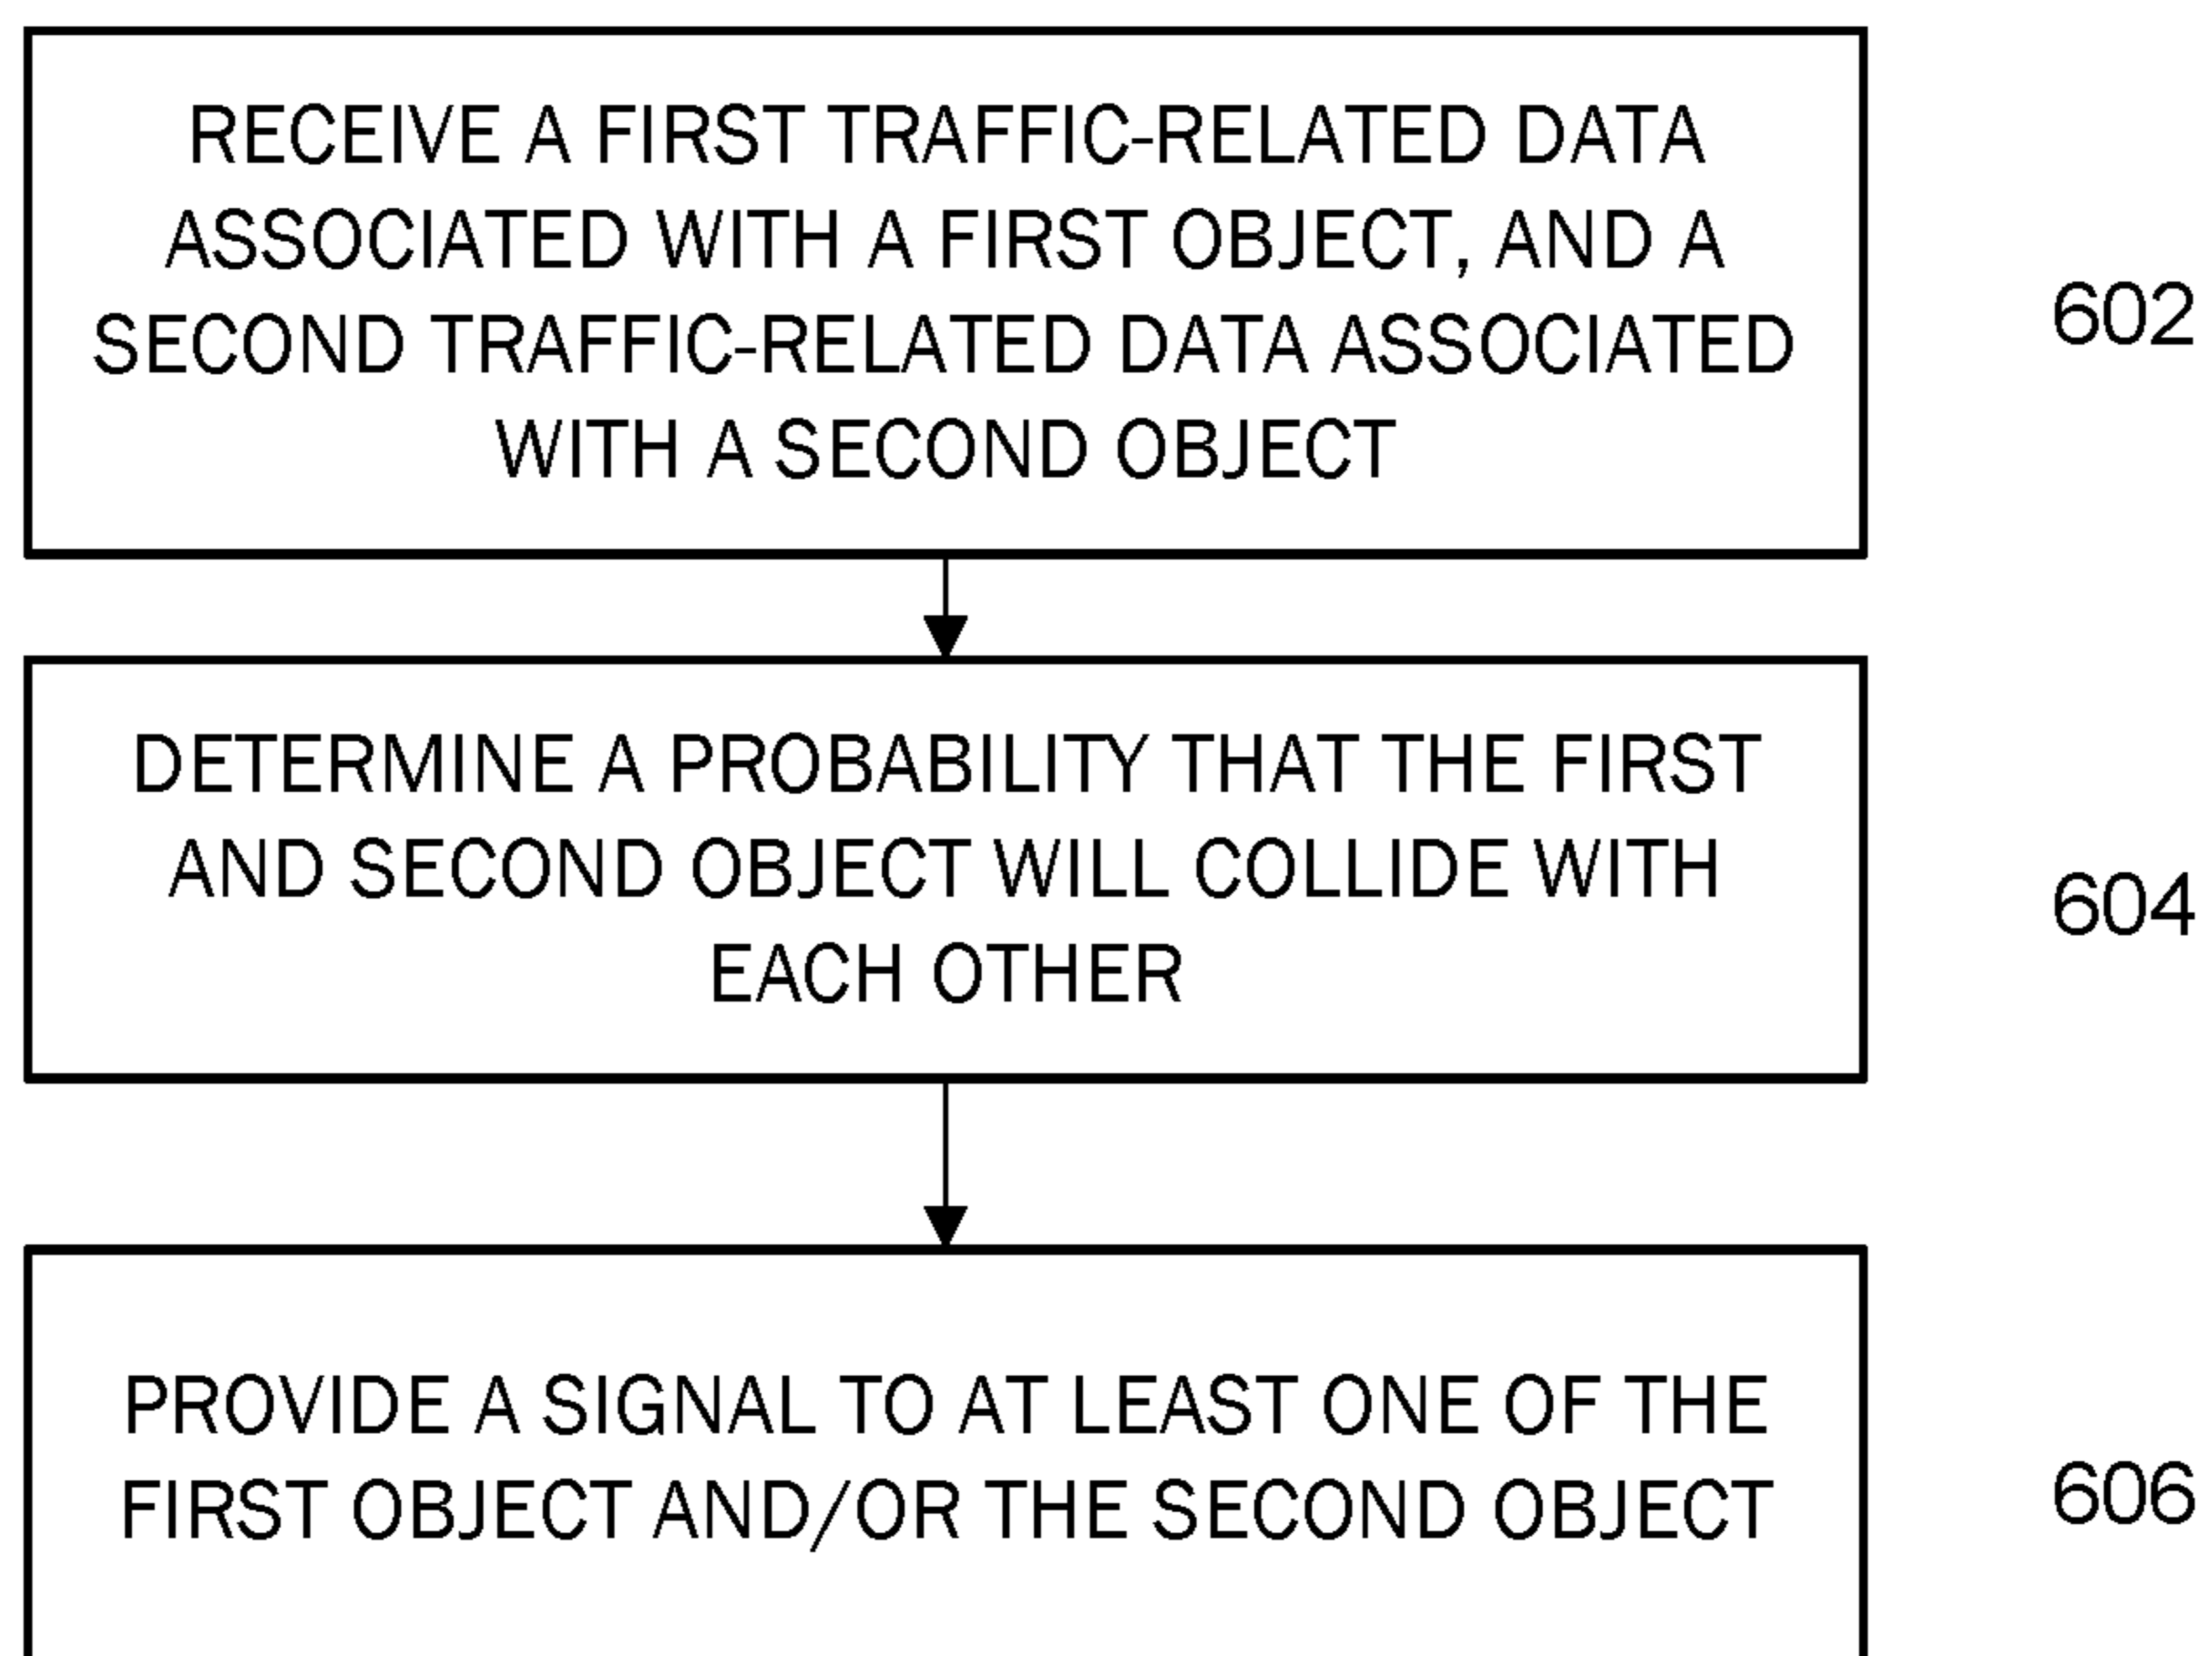 RECEIVE A FIRST TRAFFIC-RELATED DATA
ASSOCIATED WITH A FIRST OBJECT, AND A
SECOND TRAFFIC-RELATED DATA ASSOCIATED
WITH A SECOND OBJECT
602
DETERMINE A PROBABILITY THAT THE FIRST
AND SECOND OBJECT WILL COLLIDE WITH
EACH OTHER
604
PROVIDE A SIGNAL TO AT LEAST ONE OF THE
FIRST OBJECT AND/OR THE SECOND OBJECT
606